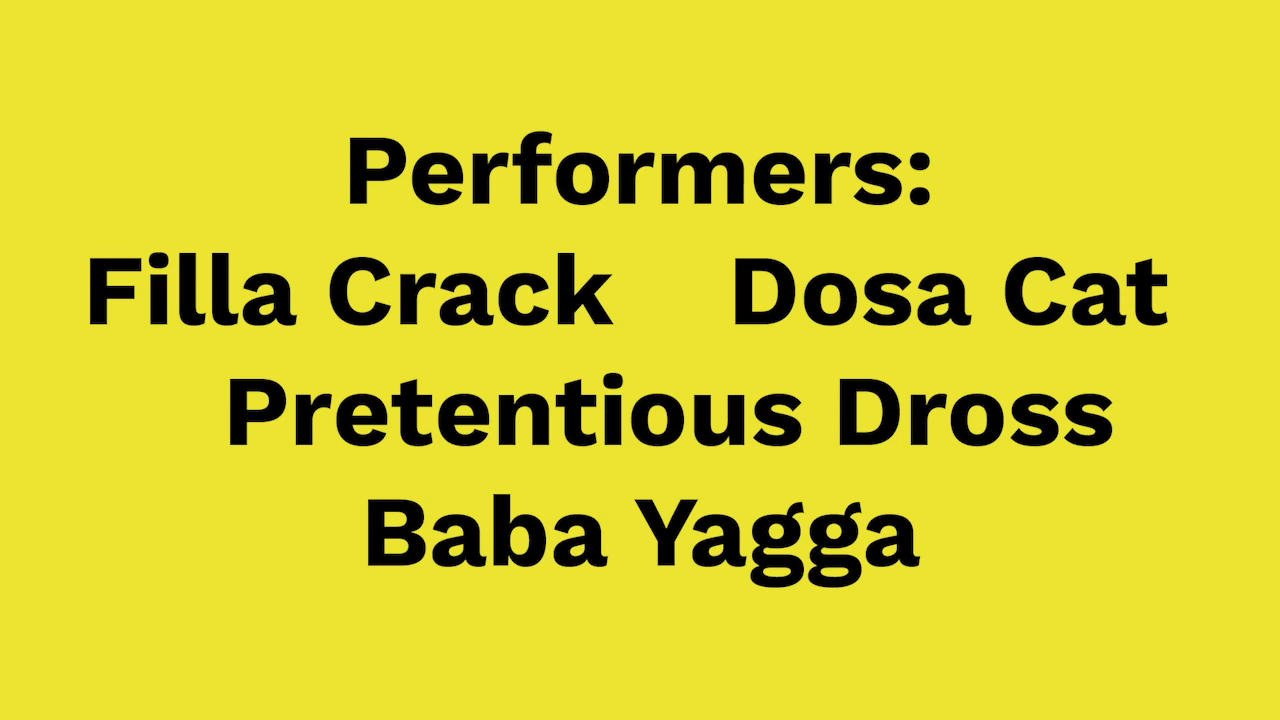 Performers:
Filla Crack Dosa Cat
Pretentious Dross
Baba Yagga